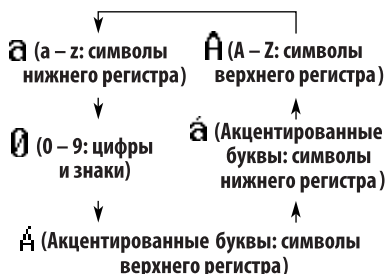 a (a – z: символы
нижнего регистра)
A (A – Z: символы
верхнего регистра)
0 (0 – 9: цифры
и знаки)
á (Акцентированные
буквы: символы
нижнего регистра)
Á (Акцентированные буквы: символы
верхнего регистра)